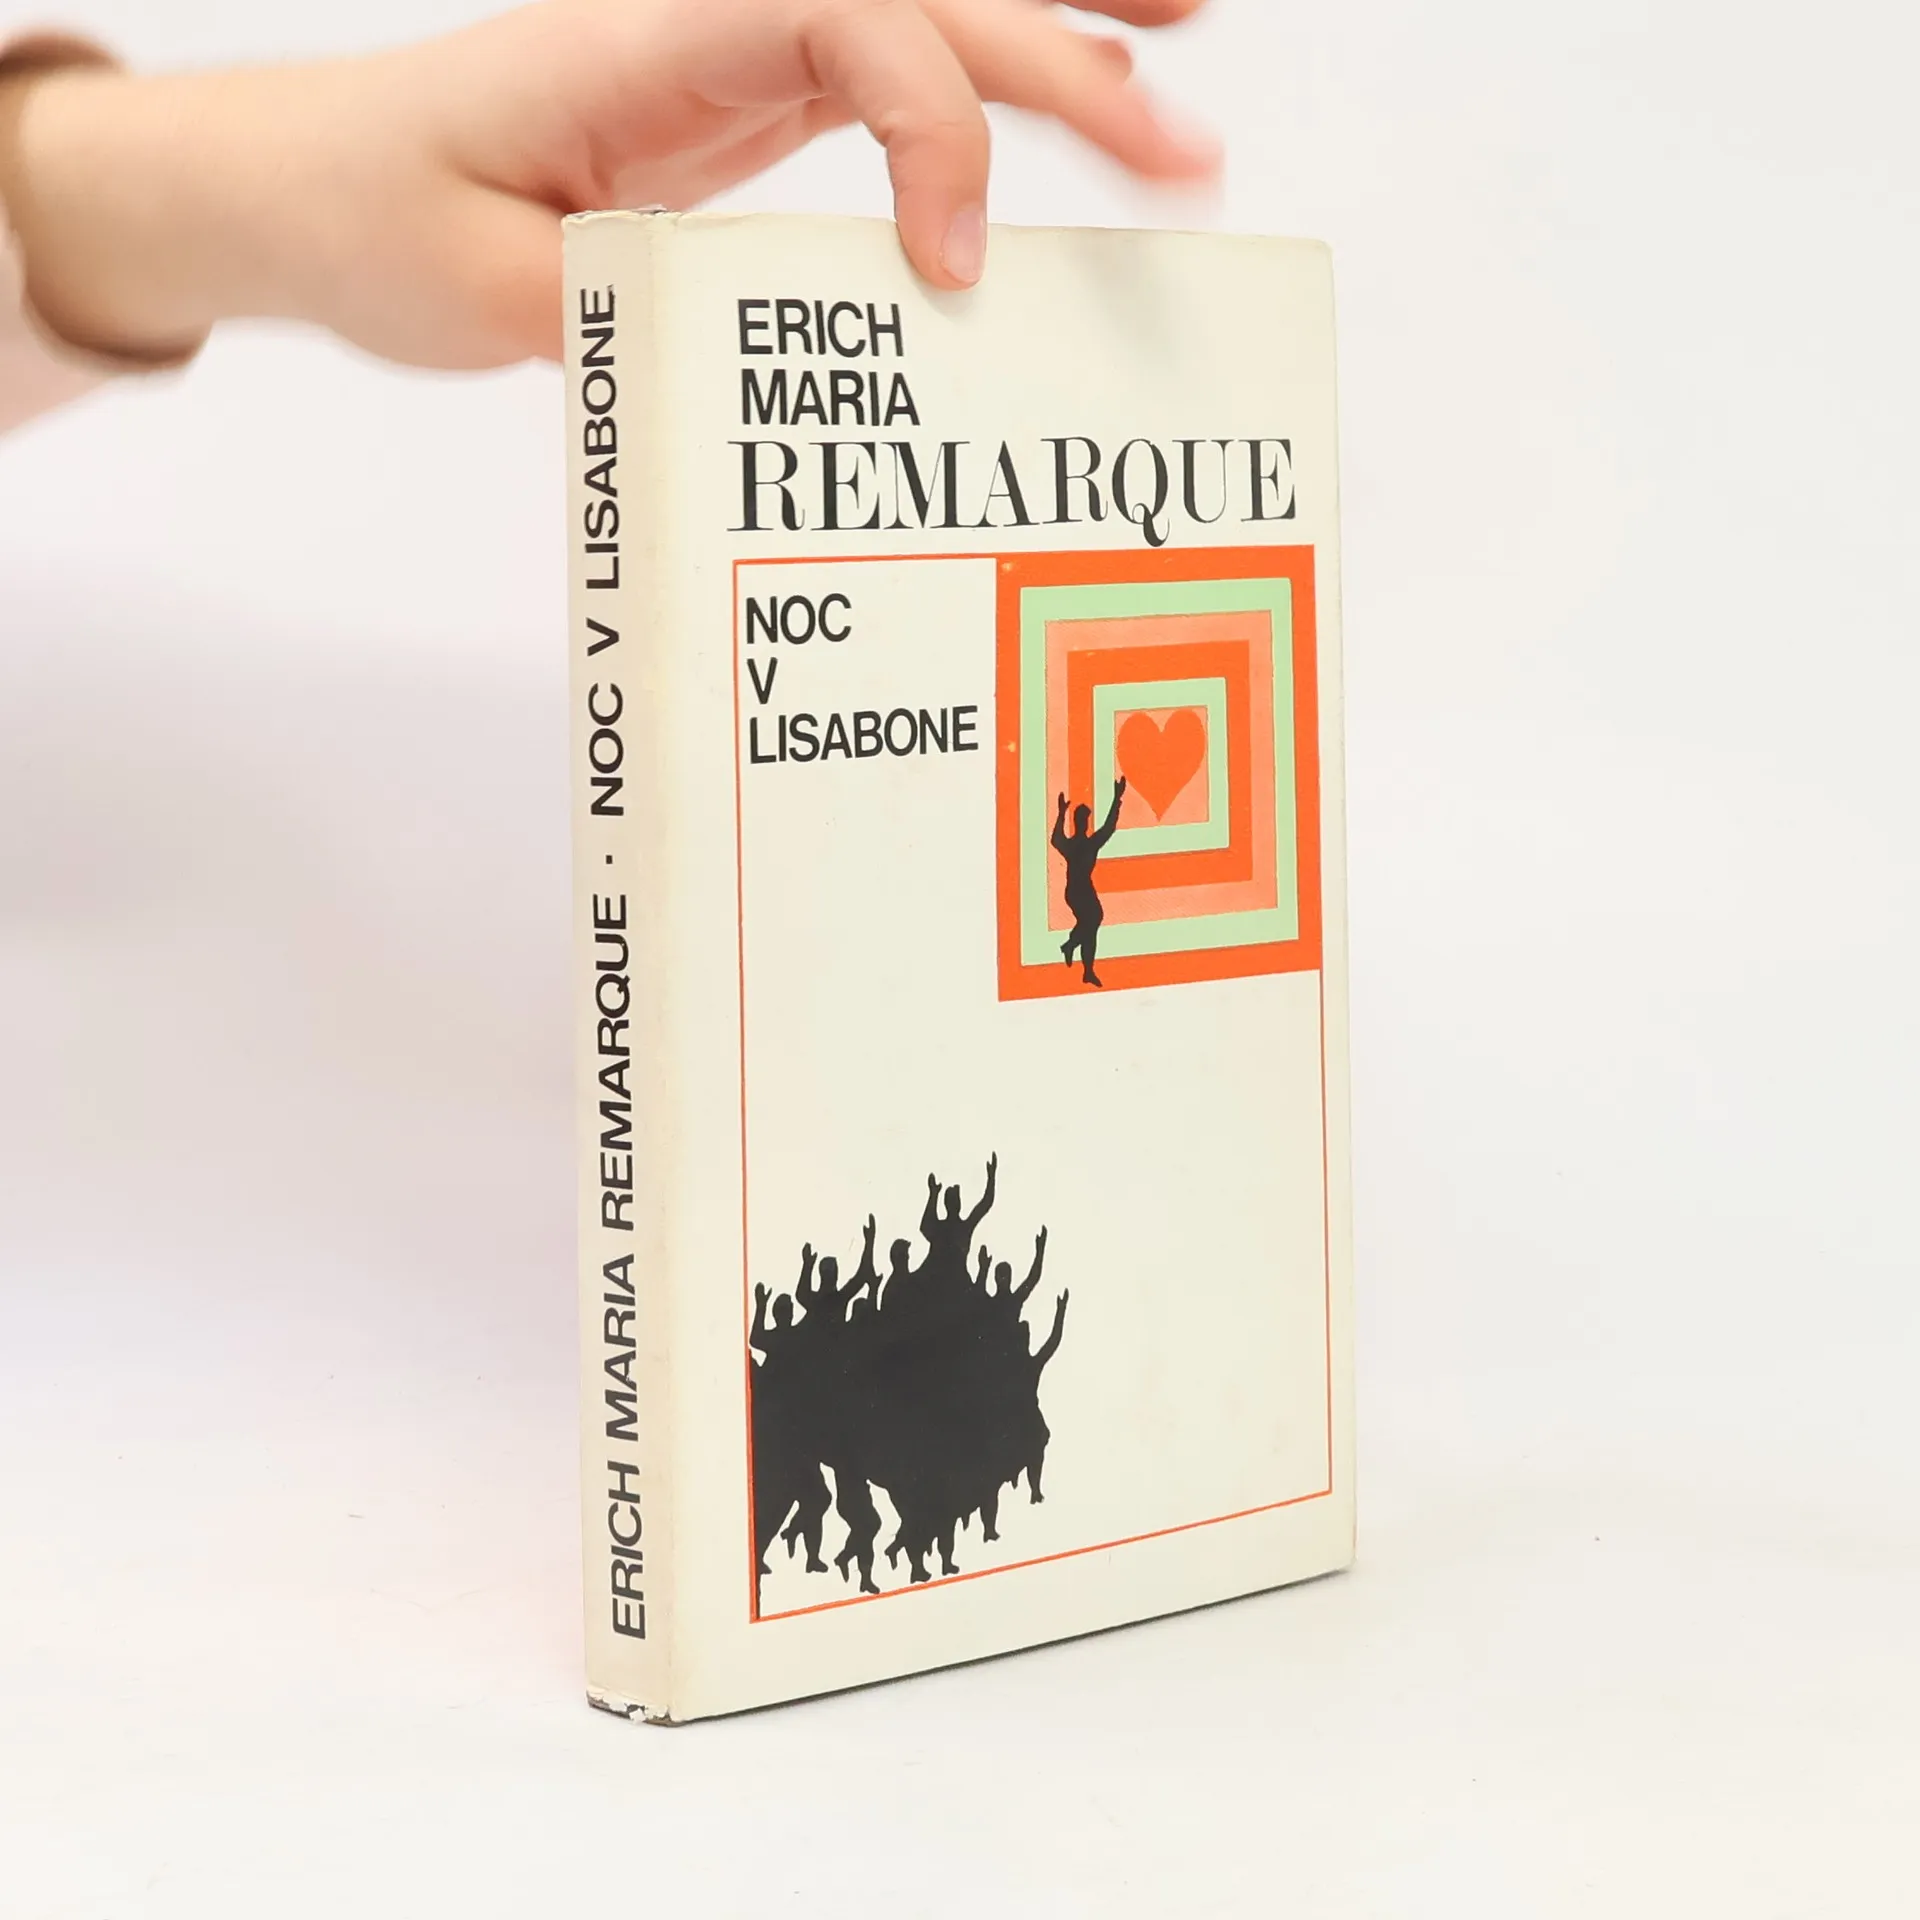 ERICH MARIA REMARQUE · NOC V LISABONE
ERICH
MARIA
REMARQUE
NOC
V
LISABONE